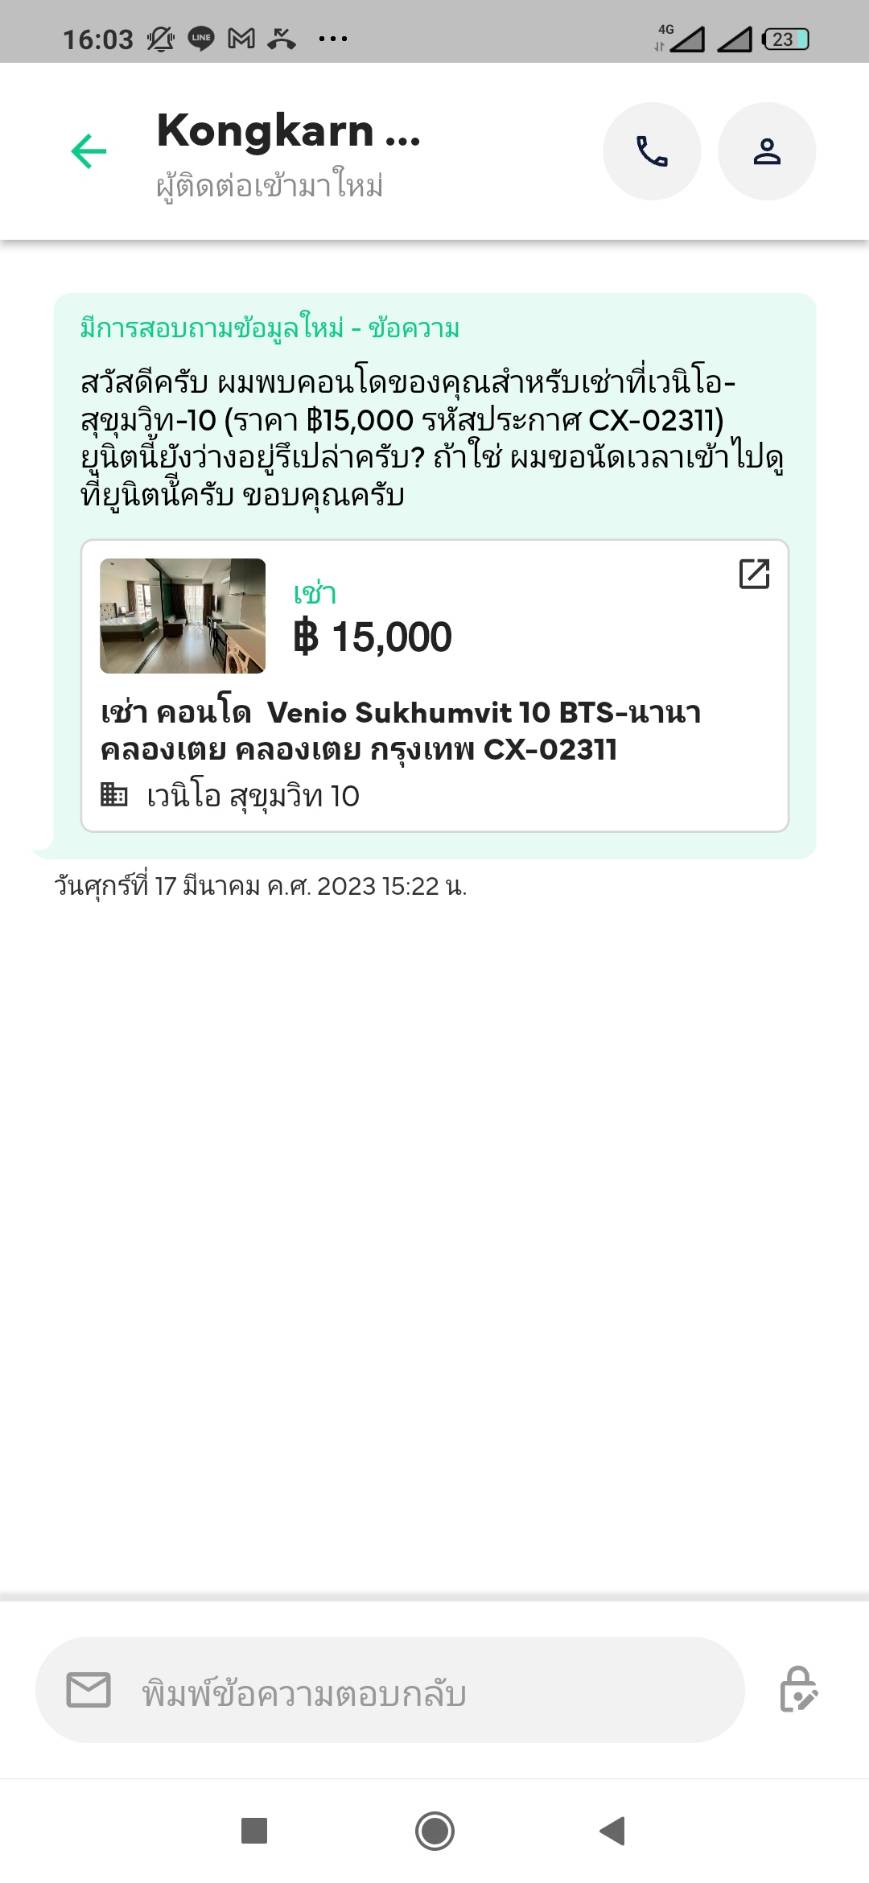 16:03
LINE
4G
23
Kongkarn ...
ผู้ติดต่อเข้ามาใหม่
มีการสอบถามข้อมูลใหม่ - ข้อความ
สวัสดีครับ ผมพบคอนโดของคุณสำหรับเช่าที่เวนิโอ-
สุขุมวิท-10 (ราคา ฿15,000 รหัสประกาศ CX-02311)
ยูนิตนี้ยังว่างอยู่รึเปล่าครับ? ถ้าใช่ ผมขอนัดเวลาเข้าไปดู
ที่ยูนิตนี้ครับ ขอบคุณครับ
เช่า
฿ 15,000
เช่า คอนโด  Venio Sukhumvit 10 BTS-นานา
คลองเตย คลองเตย กรุงเทพ CX-02311
เวนิโอ สุขุมวิท 10
วันศุกร์ที่ 17 มีนาคม ค.ศ. 2023 15:22 น.
พิมพ์ข้อความตอบกลับ